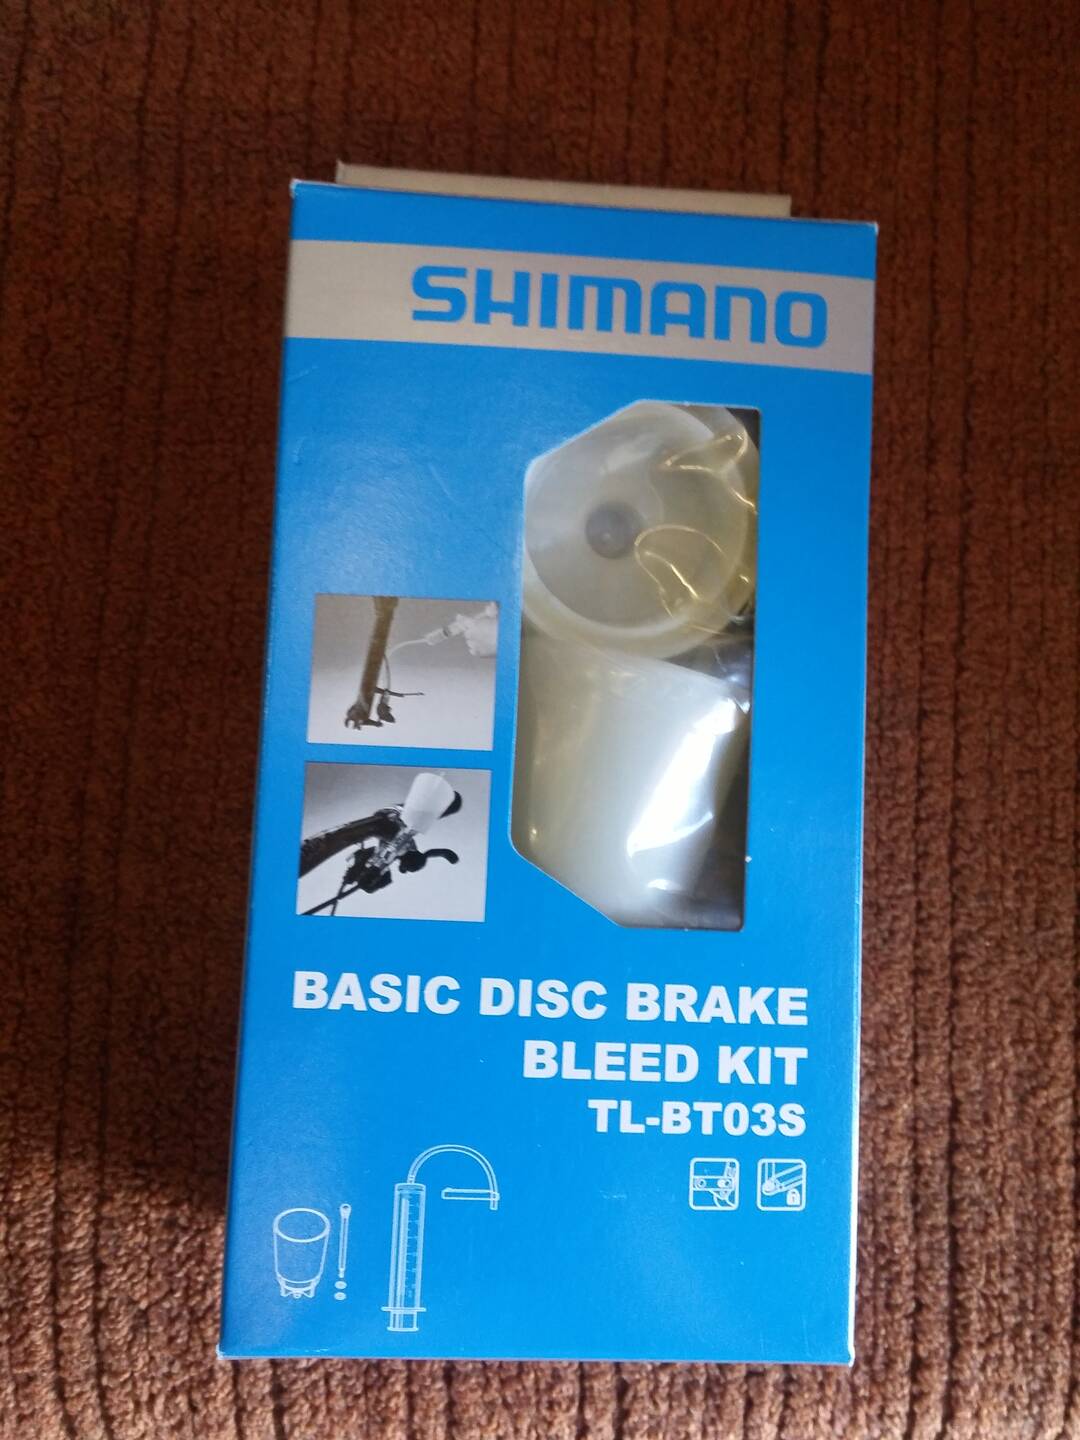 SHIMANO
BASIC DISC BRAKE
BLEED KIT
TL-BT03S